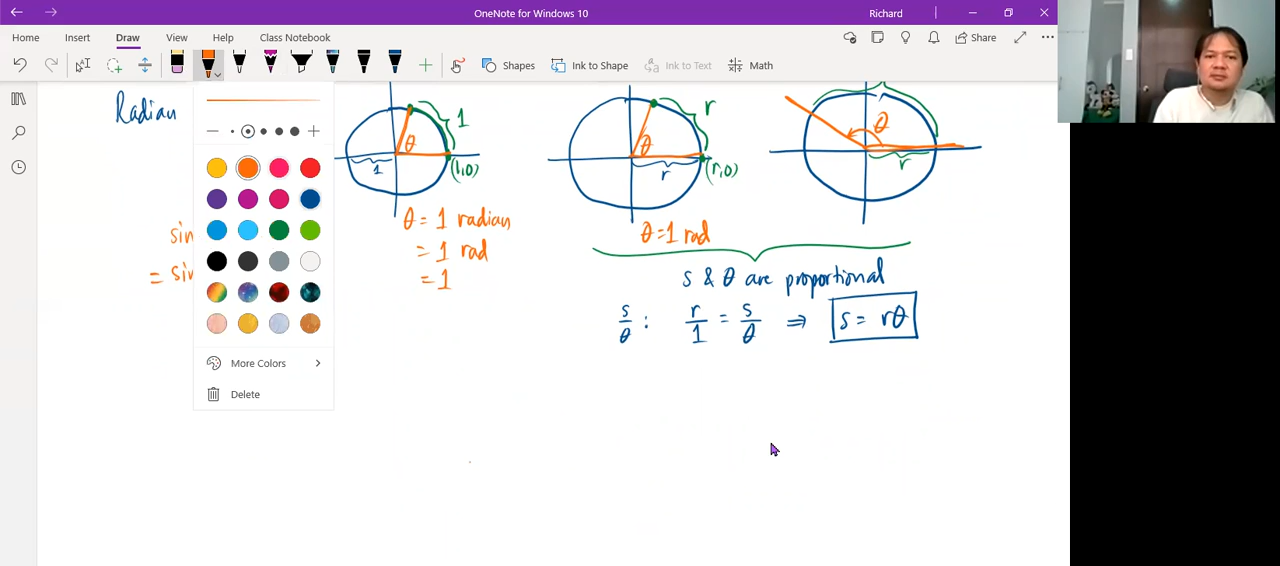 OneNote for Windows 10
Richard
Home Insert Draw View Help Class Notebook
Share
Shapes
Ink to Shape
Ink to Text
Math
Radian
1
θ
1
(1,0)
r
θ
r
(r,0)
θ
r
sin
= sin
θ = 1 radian
= 1 rad
= 1
θ = 1 rad
s & θ are proportional
s/θ : r/1 = s/θ ⇒ s = rθ
More Colors
Delete